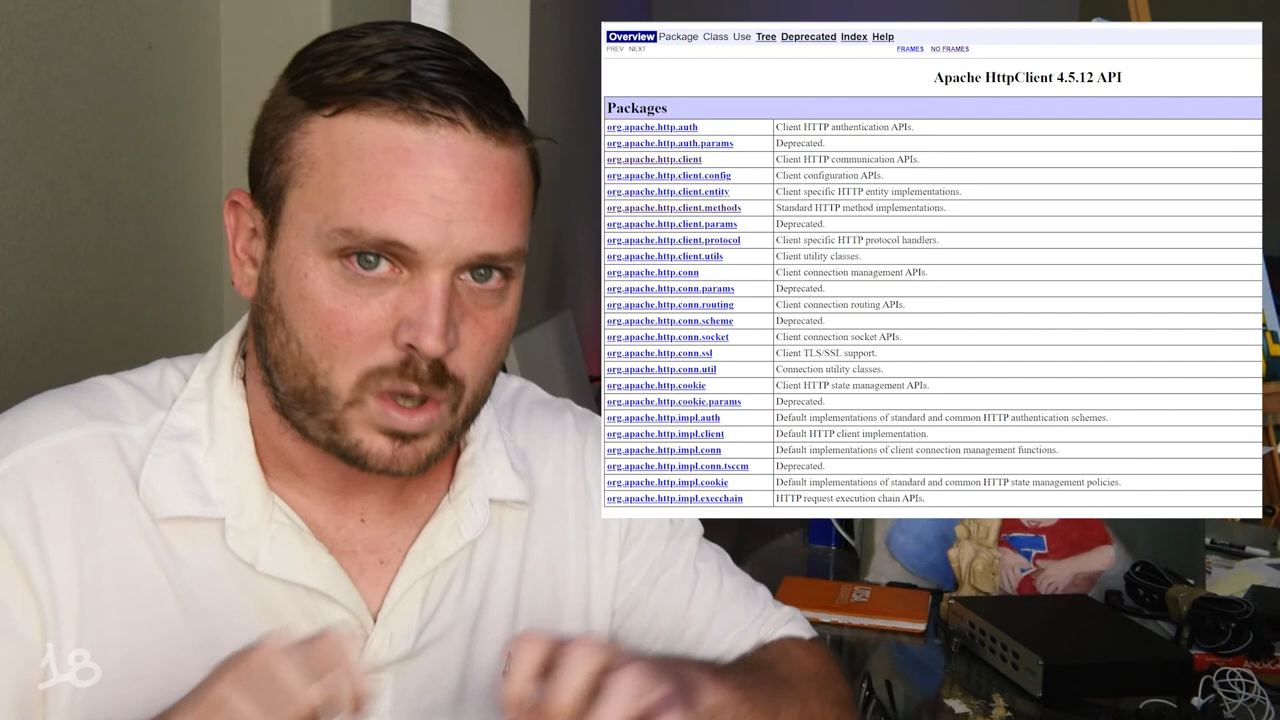 Overview Package Class Use Tree Deprecated Index Help
PREV NEXT FRAMES NO FRAMES
Apache HttpClient 4.5.12 API
Packages
org.apache.http.auth Client HTTP authentication APIs.
org.apache.http.auth.params Deprecated.
org.apache.http.client Client HTTP communication APIs.
org.apache.http.client.config Client configuration APIs.
org.apache.http.client.entity Client specific HTTP entity implementations.
org.apache.http.client.methods Standard HTTP method implementations.
org.apache.http.client.params Deprecated.
org.apache.http.client.protocol Client specific HTTP protocol handlers.
org.apache.http.client.utils Client utility classes.
org.apache.http.conn Client connection management APIs.
org.apache.http.conn.params Deprecated.
org.apache.http.conn.routing Client connection routing APIs.
org.apache.http.conn.scheme Deprecated.
org.apache.http.conn.socket Client connection socket APIs.
org.apache.http.conn.ssl Client TLS/SSL support.
org.apache.http.conn.util Connection utility classes.
org.apache.http.cookie Client HTTP state management APIs.
org.apache.http.cookie.params Deprecated.
org.apache.http.impl.auth Default implementations of standard and common HTTP authentication schemes.
org.apache.http.impl.client Default HTTP client implementation.
org.apache.http.impl.conn Default implementations of client connection management functions.
org.apache.http.impl.conn.tsccm Deprecated.
org.apache.http.impl.cookie Default implementations of standard and common HTTP state management policies.
org.apache.http.impl.execchain HTTP request execution chain APIs.
18